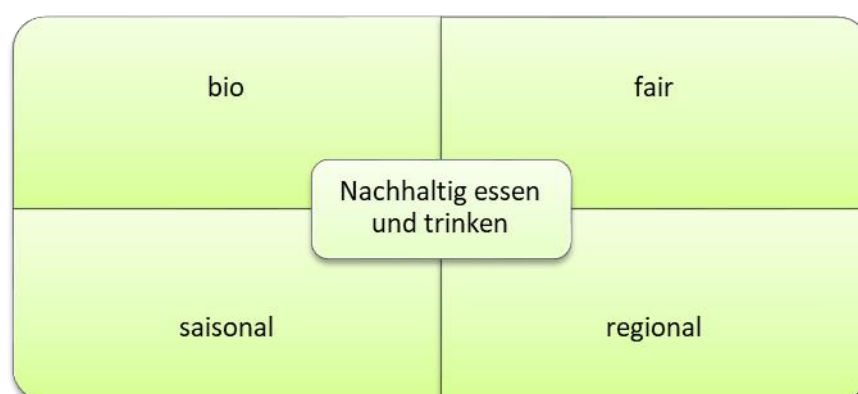 bio
fair
Nachhaltig essen
und trinken
saisonal
regional